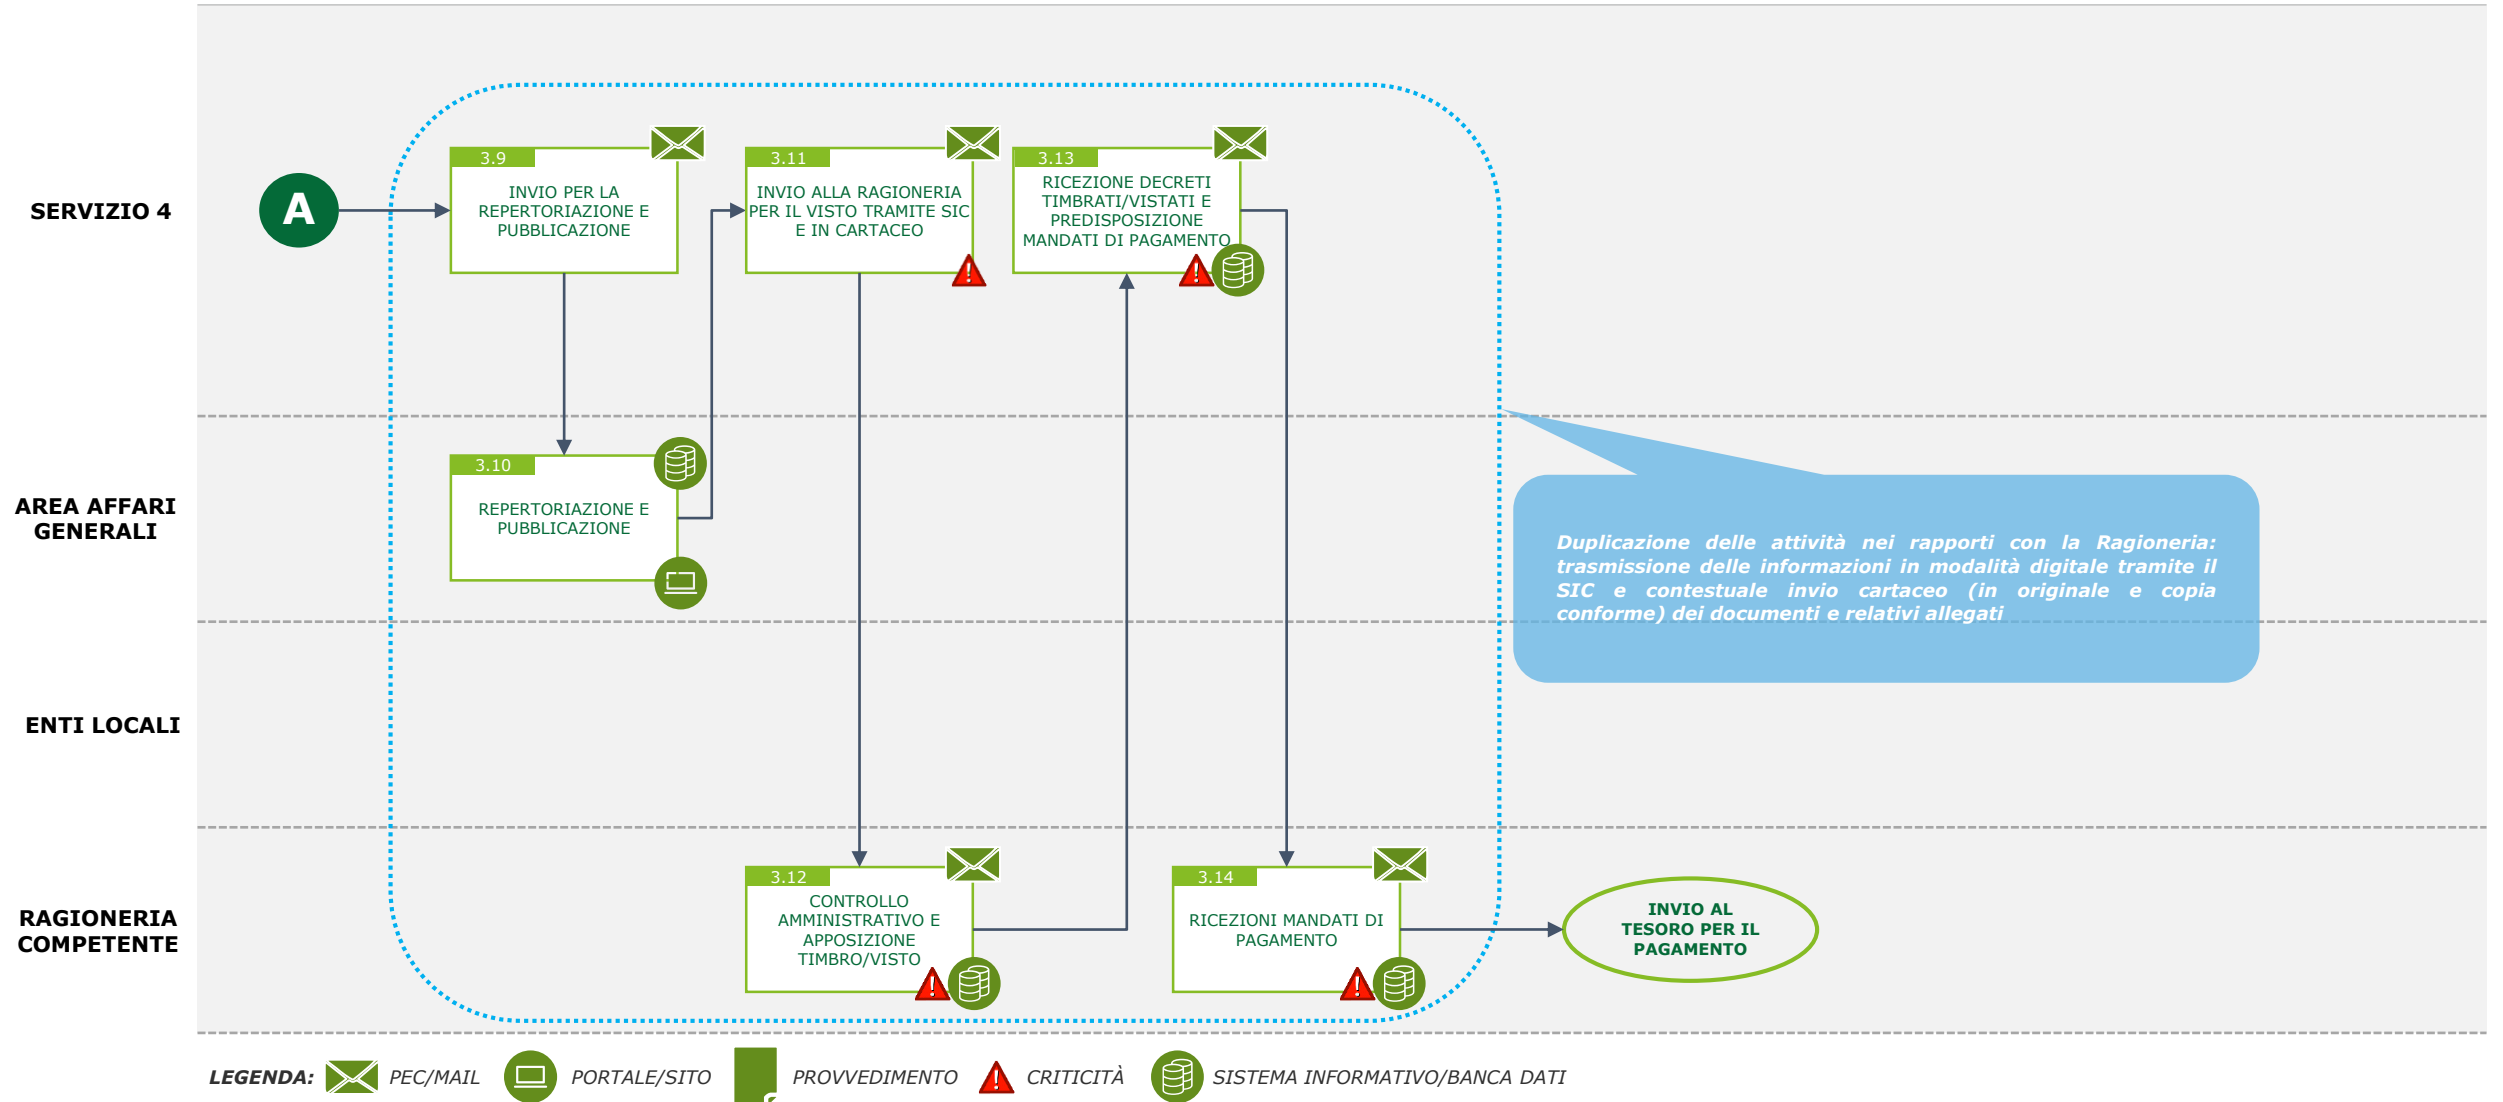 SERVIZIO 4
A
3.9
INVIO PER LA
REPERTORIAZIONE E
PUBBLICAZIONE
3.11
INVIO ALLA RAGIONERIA
PER IL VISTO TRAMITE SIC
E IN CARTACEO
3.13
RICEZIONE DECRETI
TIMBRATI/VISTATI E
PREDISPOSIZIONE
MANDATI DI PAGAMENTO
AREA AFFARI
GENERALI
3.10
REPERTORIAZIONE E
PUBBLICAZIONE
Duplicazione delle attività nei rapporti con la Ragioneria:
trasmissione delle informazioni in modalità digitale tramite il
SIC e contestuale invio cartaceo (in originale e copia
conforme) dei documenti e relativi allegati
ENTI LOCALI
RAGIONERIA
COMPETENTE
3.12
CONTROLLO
AMMINISTRATIVO E
APPOSIZIONE
TIMBRO/VISTO
3.14
RICEZIONI MANDATI DI
PAGAMENTO
INVIO AL
TESORO PER IL
PAGAMENTO
LEGENDA: PEC/MAIL PORTALE/SITO PROVVEDIMENTO CRITICITÀ SISTEMA INFORMATIVO/BANCA DATI